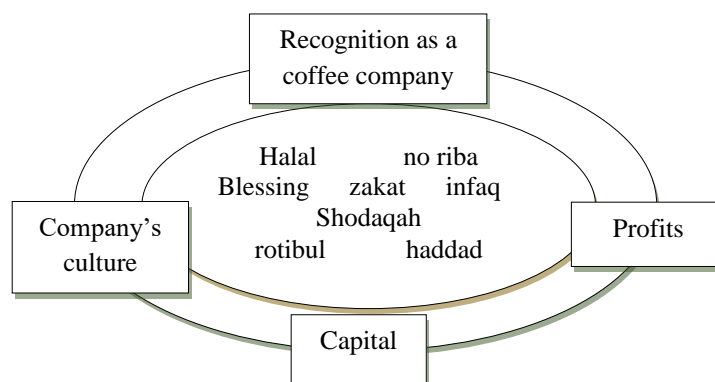 Recognition as a
coffee company
Halal no riba
Blessing zakat infaq
Shodaqah
rotibul haddad
Company’s
culture
Profits
Capital